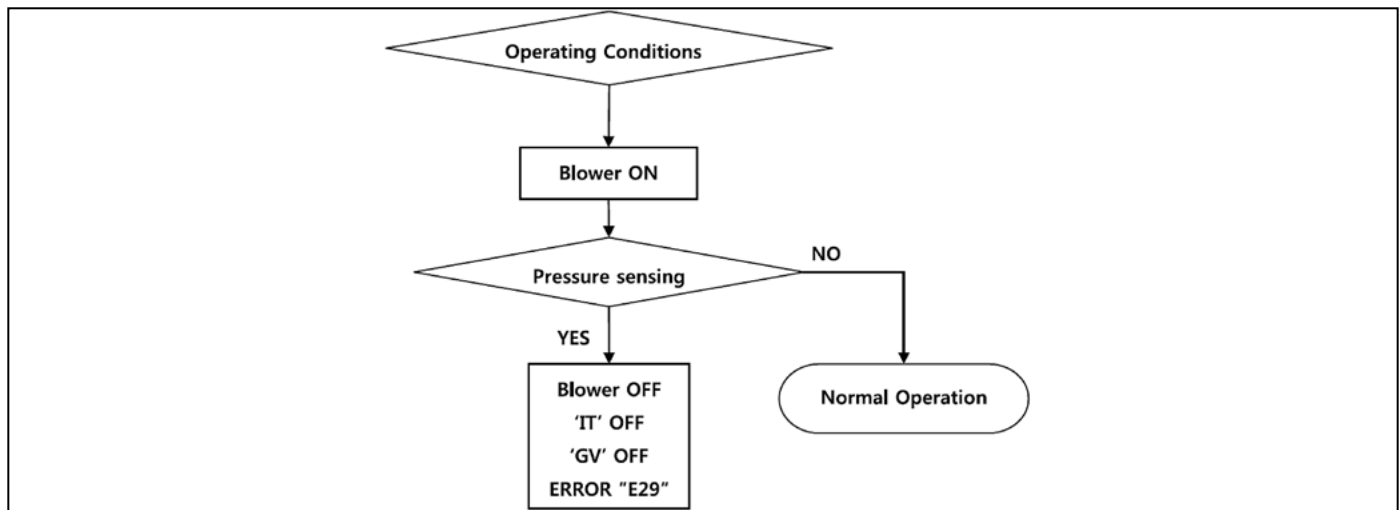 Operating Conditions
Blower ON
Pressure sensing
NO
YES
Blower OFF
‘IT’ OFF
‘GV’ OFF
ERROR “E29”
Normal Operation